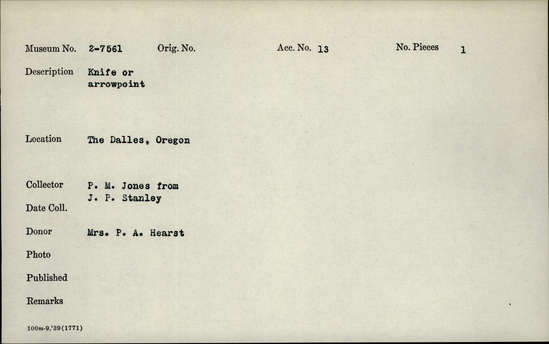 Museum No. 2-7561 Orig. No. Acc. No. 13 No. Pieces 1
Description Knife or
arrowpoint
Location The Dalles, Oregon
Collector P. M. Jones from
J. P. Stanley
Date Coll.
Donor Mrs. P. A. Hearst
Photo
Published
Remarks
100m-9,'39(1771)